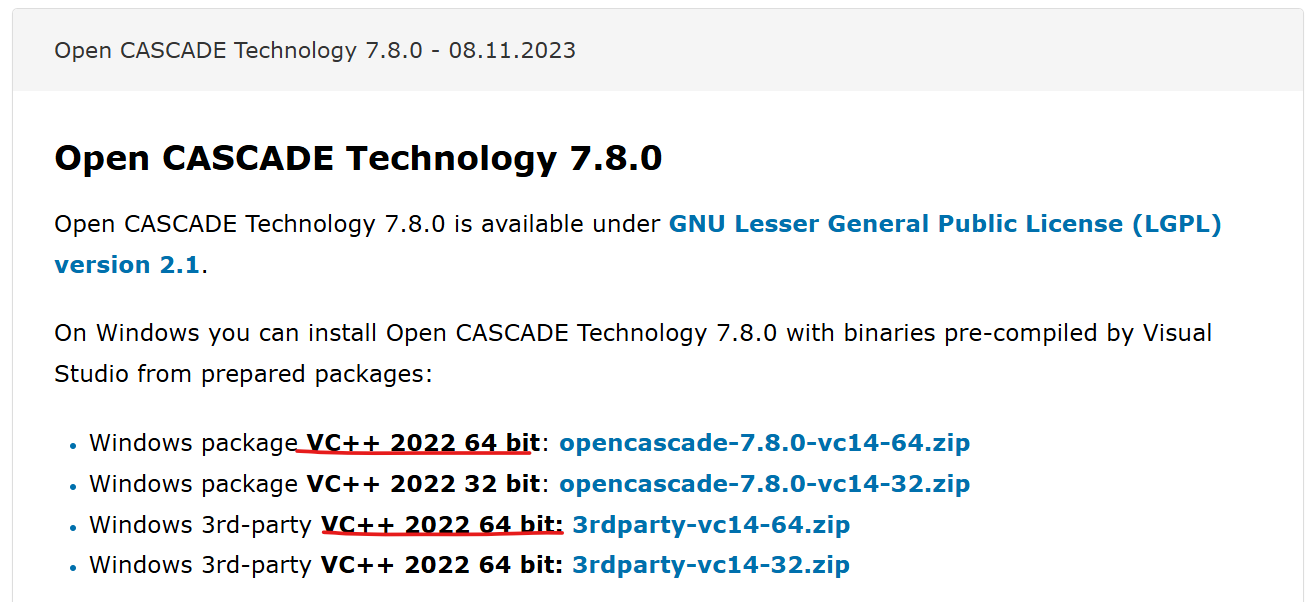 Open CASCADE Technology 7.8.0 - 08.11.2023
Open CASCADE Technology 7.8.0
Open CASCADE Technology 7.8.0 is available under GNU Lesser General Public License (LGPL)
version 2.1.
On Windows you can install Open CASCADE Technology 7.8.0 with binaries pre-compiled by Visual
Studio from prepared packages:
• Windows package VC++ 2022 64 bit: opencascade-7.8.0-vc14-64.zip
• Windows package VC++ 2022 32 bit: opencascade-7.8.0-vc14-32.zip
• Windows 3rd-party VC++ 2022 64 bit: 3rdparty-vc14-64.zip
• Windows 3rd-party VC++ 2022 64 bit: 3rdparty-vc14-32.zip